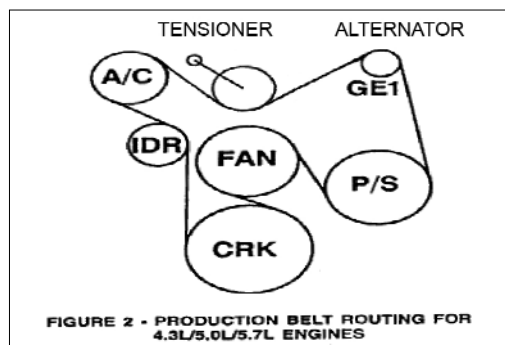 TENSIONER ALTERNATOR
A/C
GE1
IDR
FAN
P/S
CRK
FIGURE 2 - PRODUCTION BELT ROUTING FOR
4.3L/5.0L/5.7L ENGINES